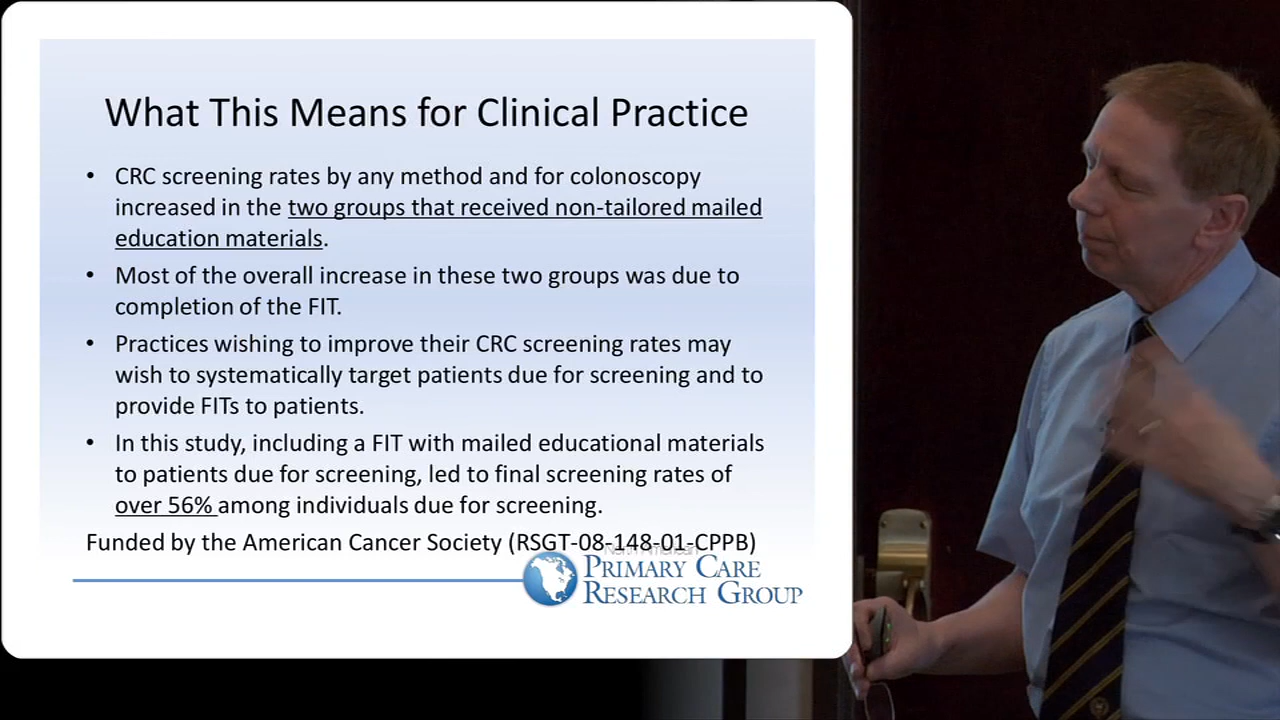 What This Means for Clinical Practice
• CRC screening rates by any method and for colonoscopy
increased in the two groups that received non-tailored mailed
education materials.
• Most of the overall increase in these two groups was due to
completion of the FIT.
• Practices wishing to improve their CRC screening rates may
wish to systematically target patients due for screening and to
provide FITs to patients.
• In this study, including a FIT with mailed educational materials
to patients due for screening, led to final screening rates of
over 56% among individuals due for screening.
Funded by the American Cancer Society (RSGT-08-148-01-CPPB)
North American
PRIMARY CARE
RESEARCH GROUP